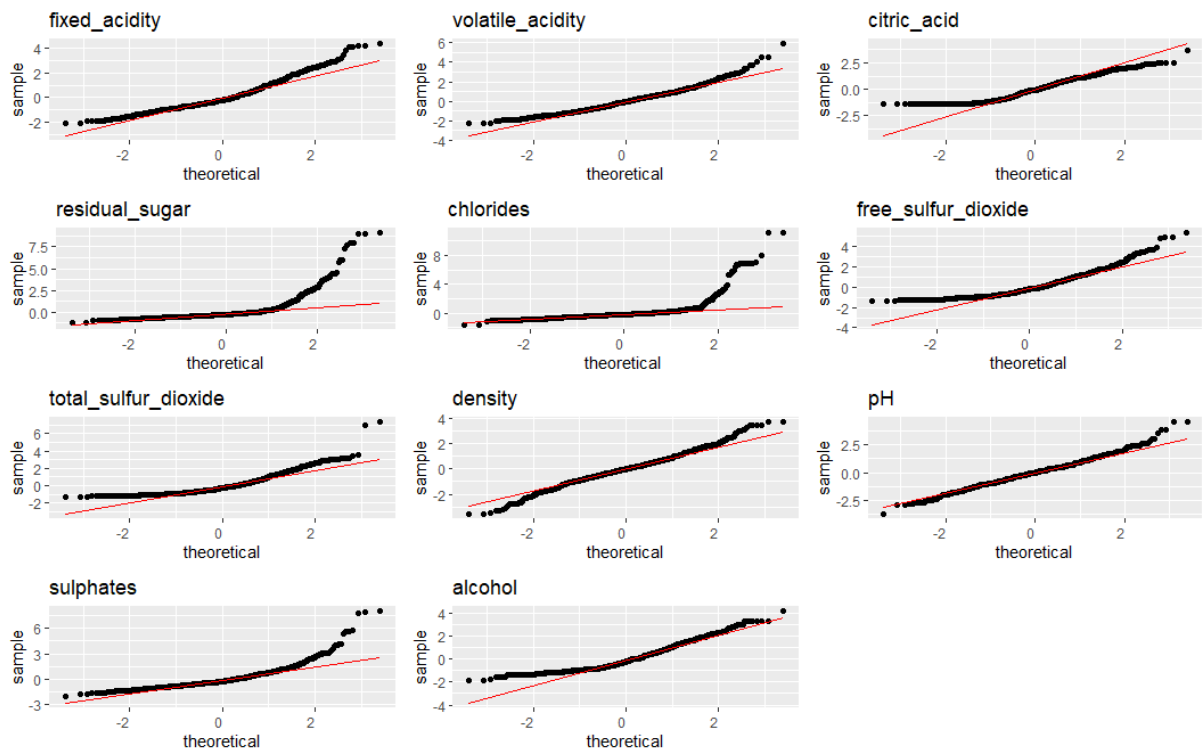 fixed_acidity
volatile_acidity
citric_acid
sample
4
2
0
-2
-2
0
2
theoretical
sample
6
4
2
0
-2
-4
-2
0
2
theoretical
sample
2.5
0.0
-2.5
-2
0
2
theoretical
residual_sugar
chlorides
free_sulfur_dioxide
sample
7.5
5.0
2.5
0.0
-2
0
2
theoretical
sample
8
4
0
-2
0
2
theoretical
sample
4
2
0
-2
-4
-2
0
2
theoretical
total_sulfur_dioxide
density
pH
sample
6
4
2
0
-2
-2
0
2
theoretical
sample
4
2
0
-2
-2
0
2
theoretical
sample
2.5
0.0
-2.5
-2
0
2
theoretical
sulphates
alcohol
sample
6
3
0
-3
-2
0
2
theoretical
sample
4
2
0
-2
-4
-2
0
2
theoretical